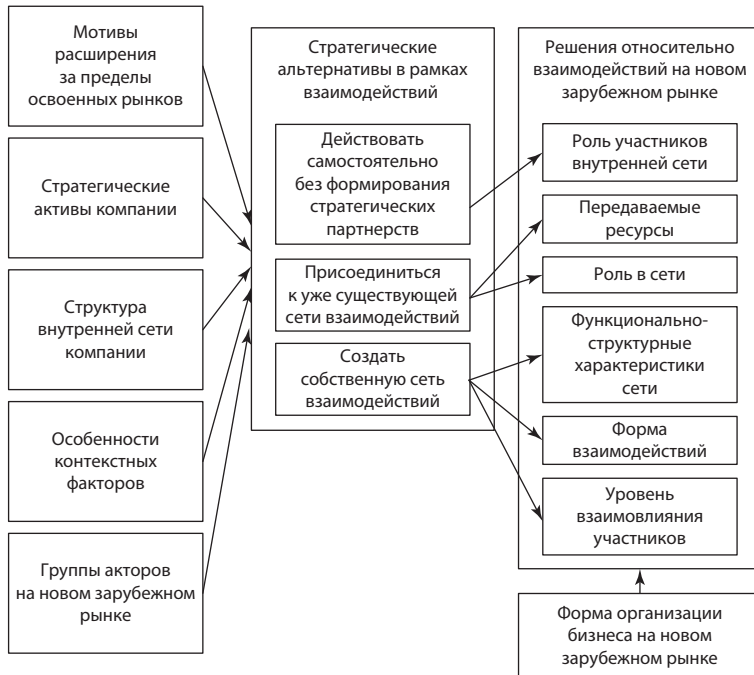 Мотивы
расширения
за пределы
освоенных рынков
Стратегические
активы компании
Структура
внутренней сети
компании
Особенности
контекстных
факторов
Группы акторов
на новом зарубежном
рынке
Стратегические
альтернативы в рамках
взаимодействий
Действовать
самостоятельно
без формирования
стратегических
партнерств
Присоединиться
к уже существующей
сети взаимодействий
Создать
собственную сеть
взаимодействий
Решения относительно
взаимодействий на новом
зарубежном рынке
Роль участников
внутренней сети
Передаваемые
ресурсы
Роль в сети
Функционально-
структурные
характеристики
сети
Форма
взаимодействий
Уровень
взаимовлияния
участников
Форма организации
бизнеса на новом
зарубежном рынке